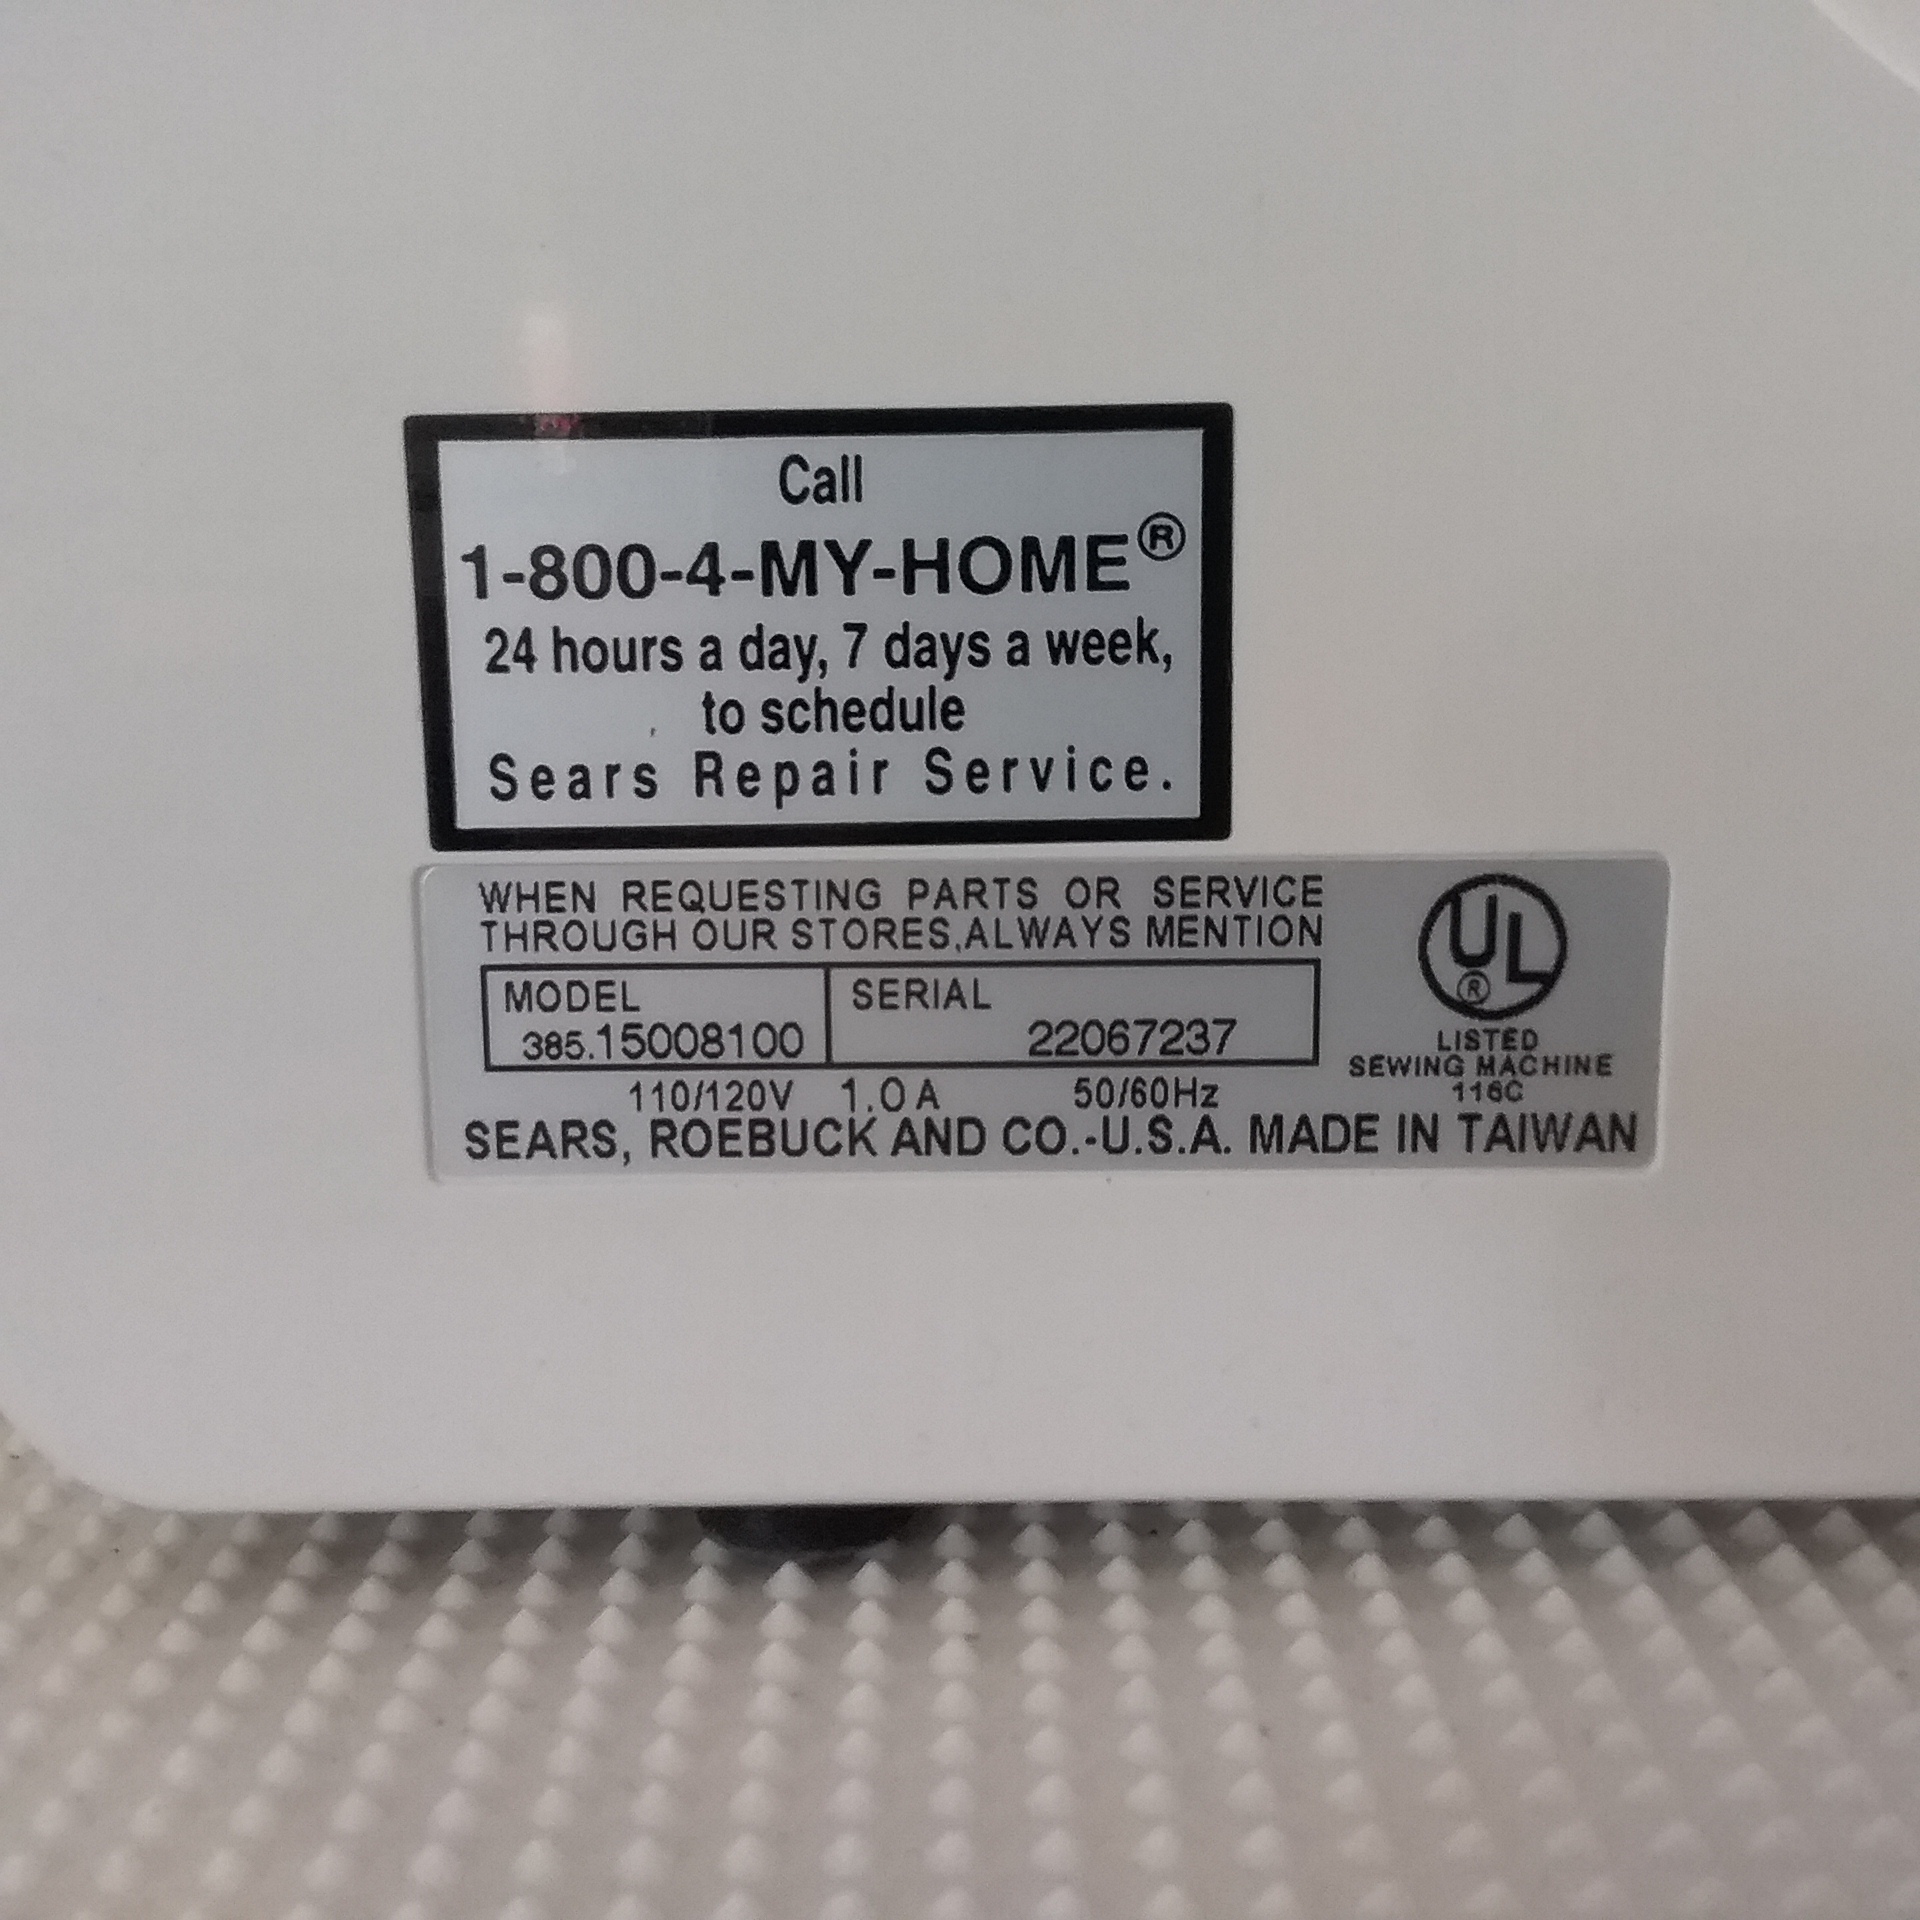 Call
1-800-4-MY-HOME®
24 hours a day, 7 days a week,
to schedule
Sears Repair Service.
WHEN REQUESTING PARTS OR SERVICE
THROUGH OUR STORES,ALWAYS MENTION
MODEL
385.15008100
SERIAL
22067237
110/120V 1.0 A 50/60Hz
UL®
LISTED
SEWING MACHINE
116C
SEARS, ROEBUCK AND CO.-U.S.A. MADE IN TAIWAN